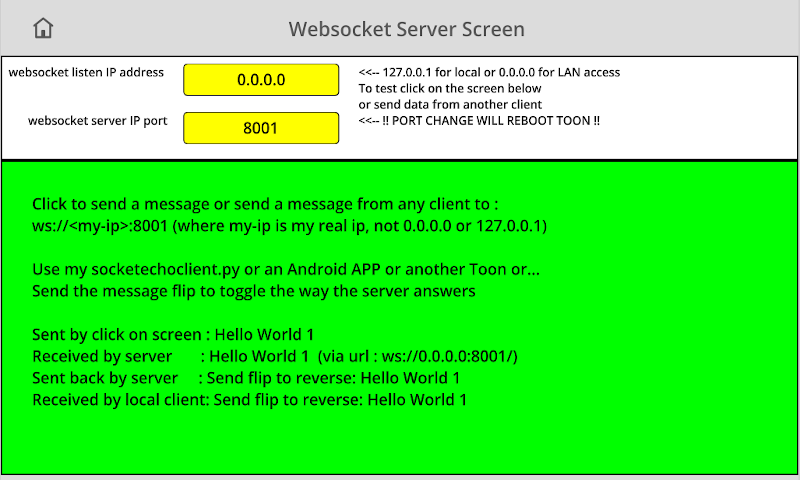 Websocket Server Screen
websocket listen IP address 0.0.0.0 <<-- 127.0.0.1 for local or 0.0.0.0 for LAN access
To test click on the screen below
or send data from another client
websocket server IP port 8001 <<-- !! PORT CHANGE WILL REBOOT TOON !!
Click to send a message or send a message from any client to :
ws://<my-ip>:8001 (where my-ip is my real ip, not 0.0.0.0 or 127.0.0.1)
Use my socketechoclient.py or an Android APP or another Toon or...
Send the message flip to toggle the way the server answers
Sent by click on screen : Hello World 1
Received by server : Hello World 1 (via url : ws://0.0.0.0:8001/)
Sent back by server : Send flip to reverse: Hello World 1
Received by local client: Send flip to reverse: Hello World 1